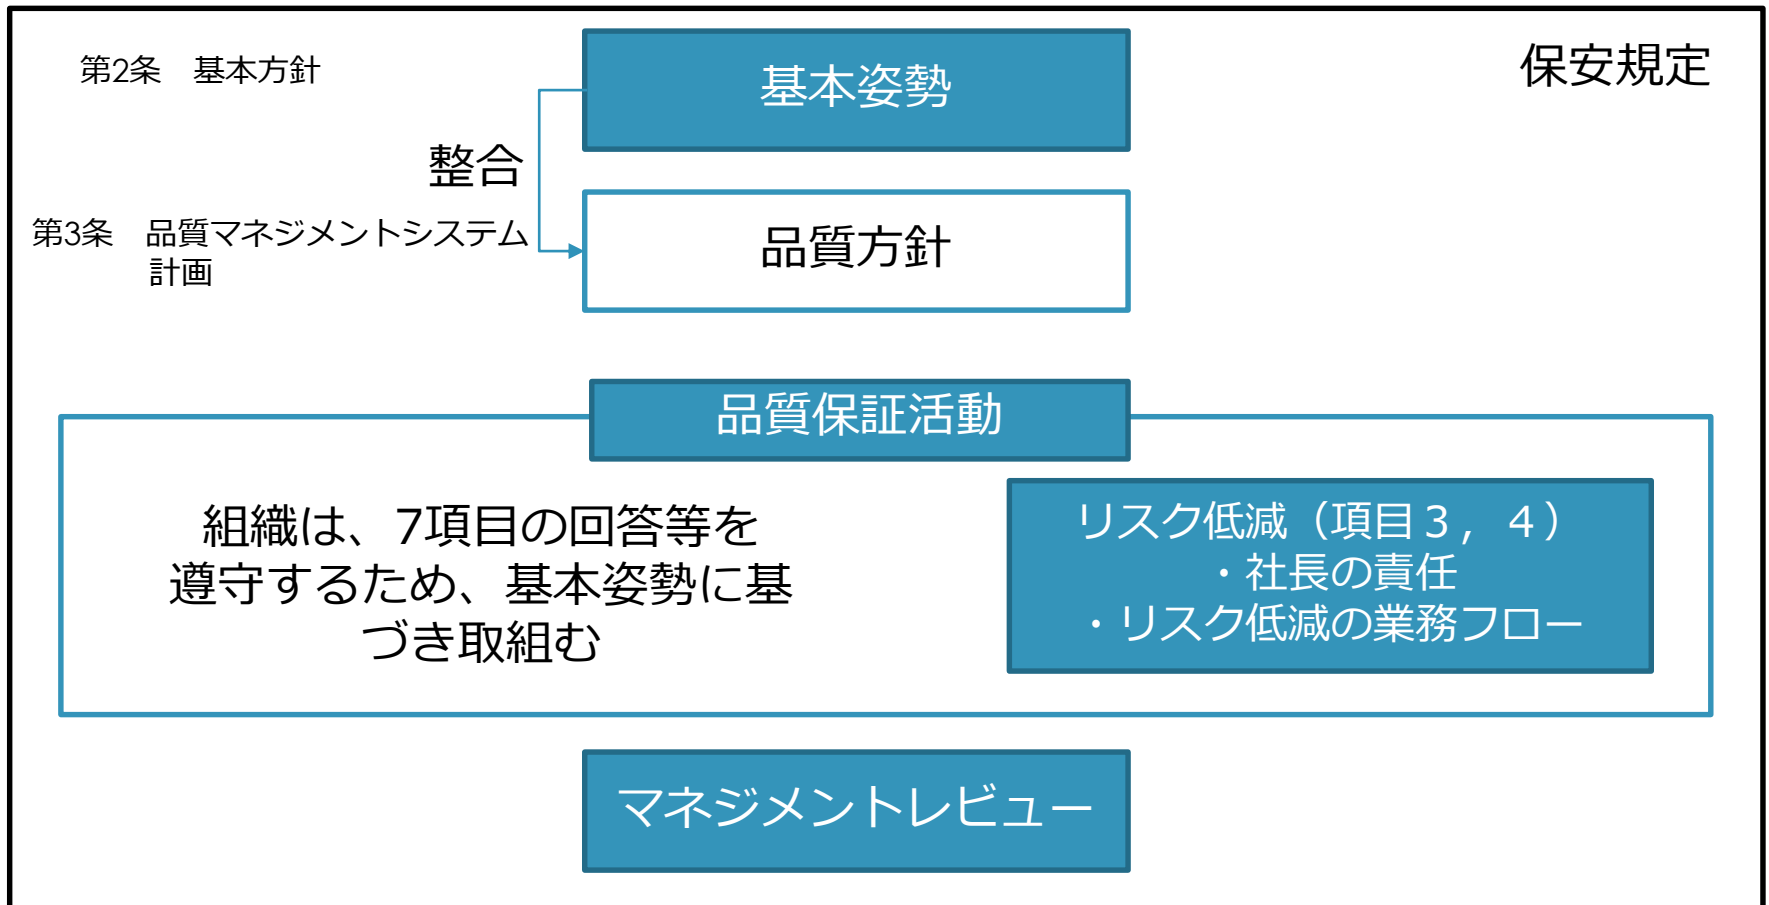 第2条　基本方針
基本姿勢
保安規定
整合
第3条　品質マネジメントシステム
計画
品質方針
品質保証活動
組織は、7項目の回答等を
遵守するため、基本姿勢に基
づき取組む
リスク低減（項目３，４）
・社長の責任
・リスク低減の業務フロー
マネジメントレビュー